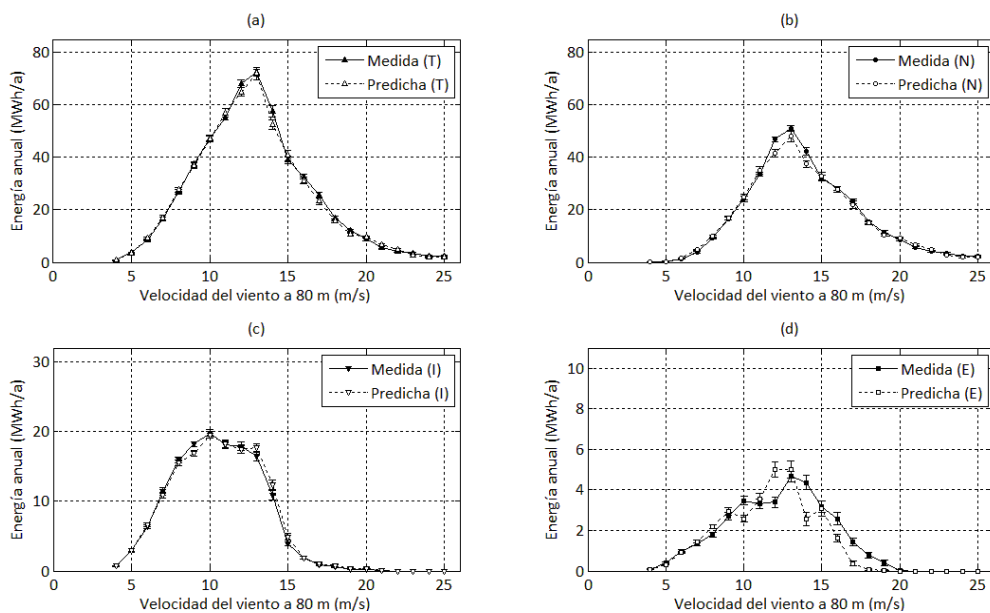 (a)
Energía anual (MWh/a)
80
60
40
20
0
Medida (T)
Predicha (T)
0 5 10 15 20 25
Velocidad del viento a 80 m (m/s)
(b)
Energía anual (MWh/a)
80
60
40
20
0
Medida (N)
Predicha (N)
0 5 10 15 20 25
Velocidad del viento a 80 m (m/s)
(c)
Energía anual (MWh/a)
30
20
10
0
Medida (I)
Predicha (I)
0 5 10 15 20 25
Velocidad del viento a 80 m (m/s)
(d)
Energía anual (MWh/a)
10
8
6
4
2
0
Medida (E)
Predicha (E)
0 5 10 15 20 25
Velocidad del viento a 80 m (m/s)